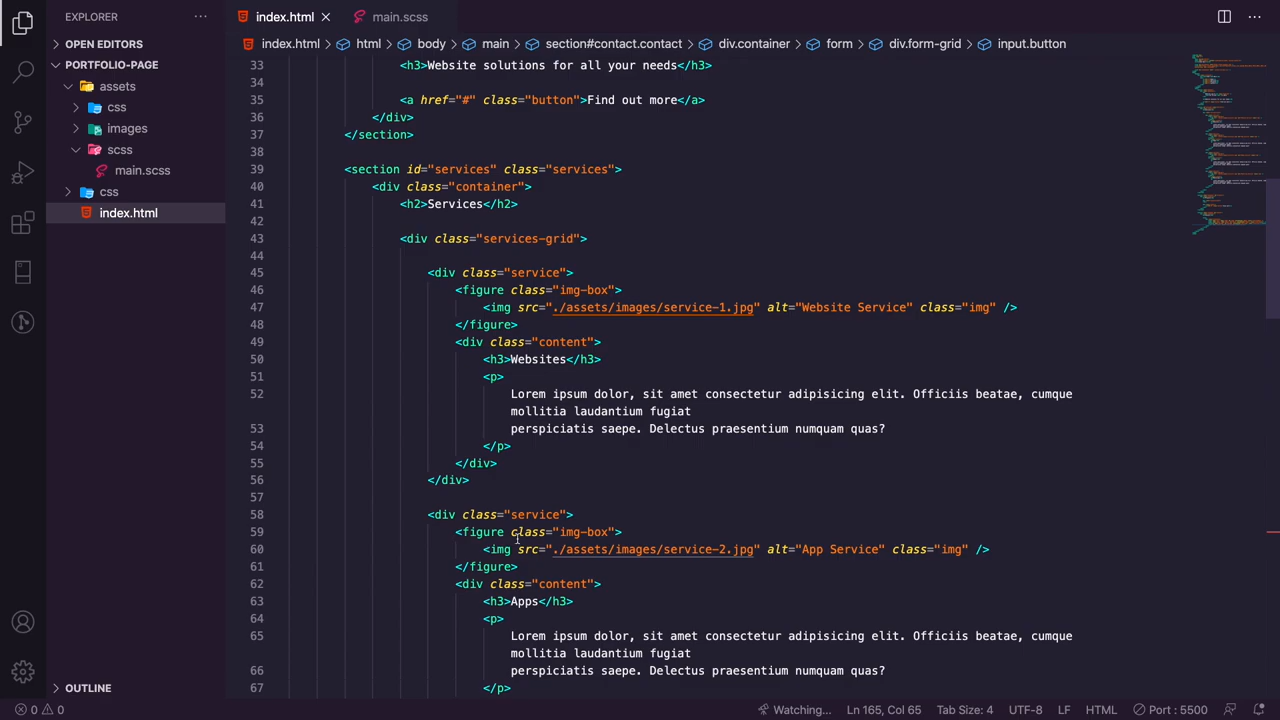 EXPLORER
index.html
main.scss
OPEN EDITORS
index.html > html > body > main > section#contact.contact > div.container > form > div.form-grid > input.button
PORTFOLIO-PAGE
assets
css
images
scss
main.scss
css
index.html
33 <h3>Website solutions for all your needs</h3>
34
35 <a href="#" class="button">Find out more</a>
36 </div>
37 </section>
38
39 <section id="services" class="services">
40 <div class="container">
41 <h2>Services</h2>
42
43 <div class="services-grid">
44
45 <div class="service">
46 <figure class="img-box">
47 <img src="./assets/images/service-1.jpg" alt="Website Service" class="img" />
48 </figure>
49 <div class="content">
50 <h3>Websites</h3>
51 <p>
52 Lorem ipsum dolor, sit amet consectetur adipisicing elit. Officiis beatae, cumque
mollitia laudantium fugiat
53 perspiciatis saepe. Delectus praesentium numquam quas?
54 </p>
55 </div>
56 </div>
57
58 <div class="service">
59 <figure class="img-box">
60 <img src="./assets/images/service-2.jpg" alt="App Service" class="img" />
61 </figure>
62 <div class="content">
63 <h3>Apps</h3>
64 <p>
65 Lorem ipsum dolor, sit amet consectetur adipisicing elit. Officiis beatae, cumque
mollitia laudantium fugiat
66 perspiciatis saepe. Delectus praesentium numquam quas?
67 </p>
OUTLINE
0 0
Watching... Ln 165, Col 65 Tab Size: 4 UTF-8 LF HTML Port : 5500